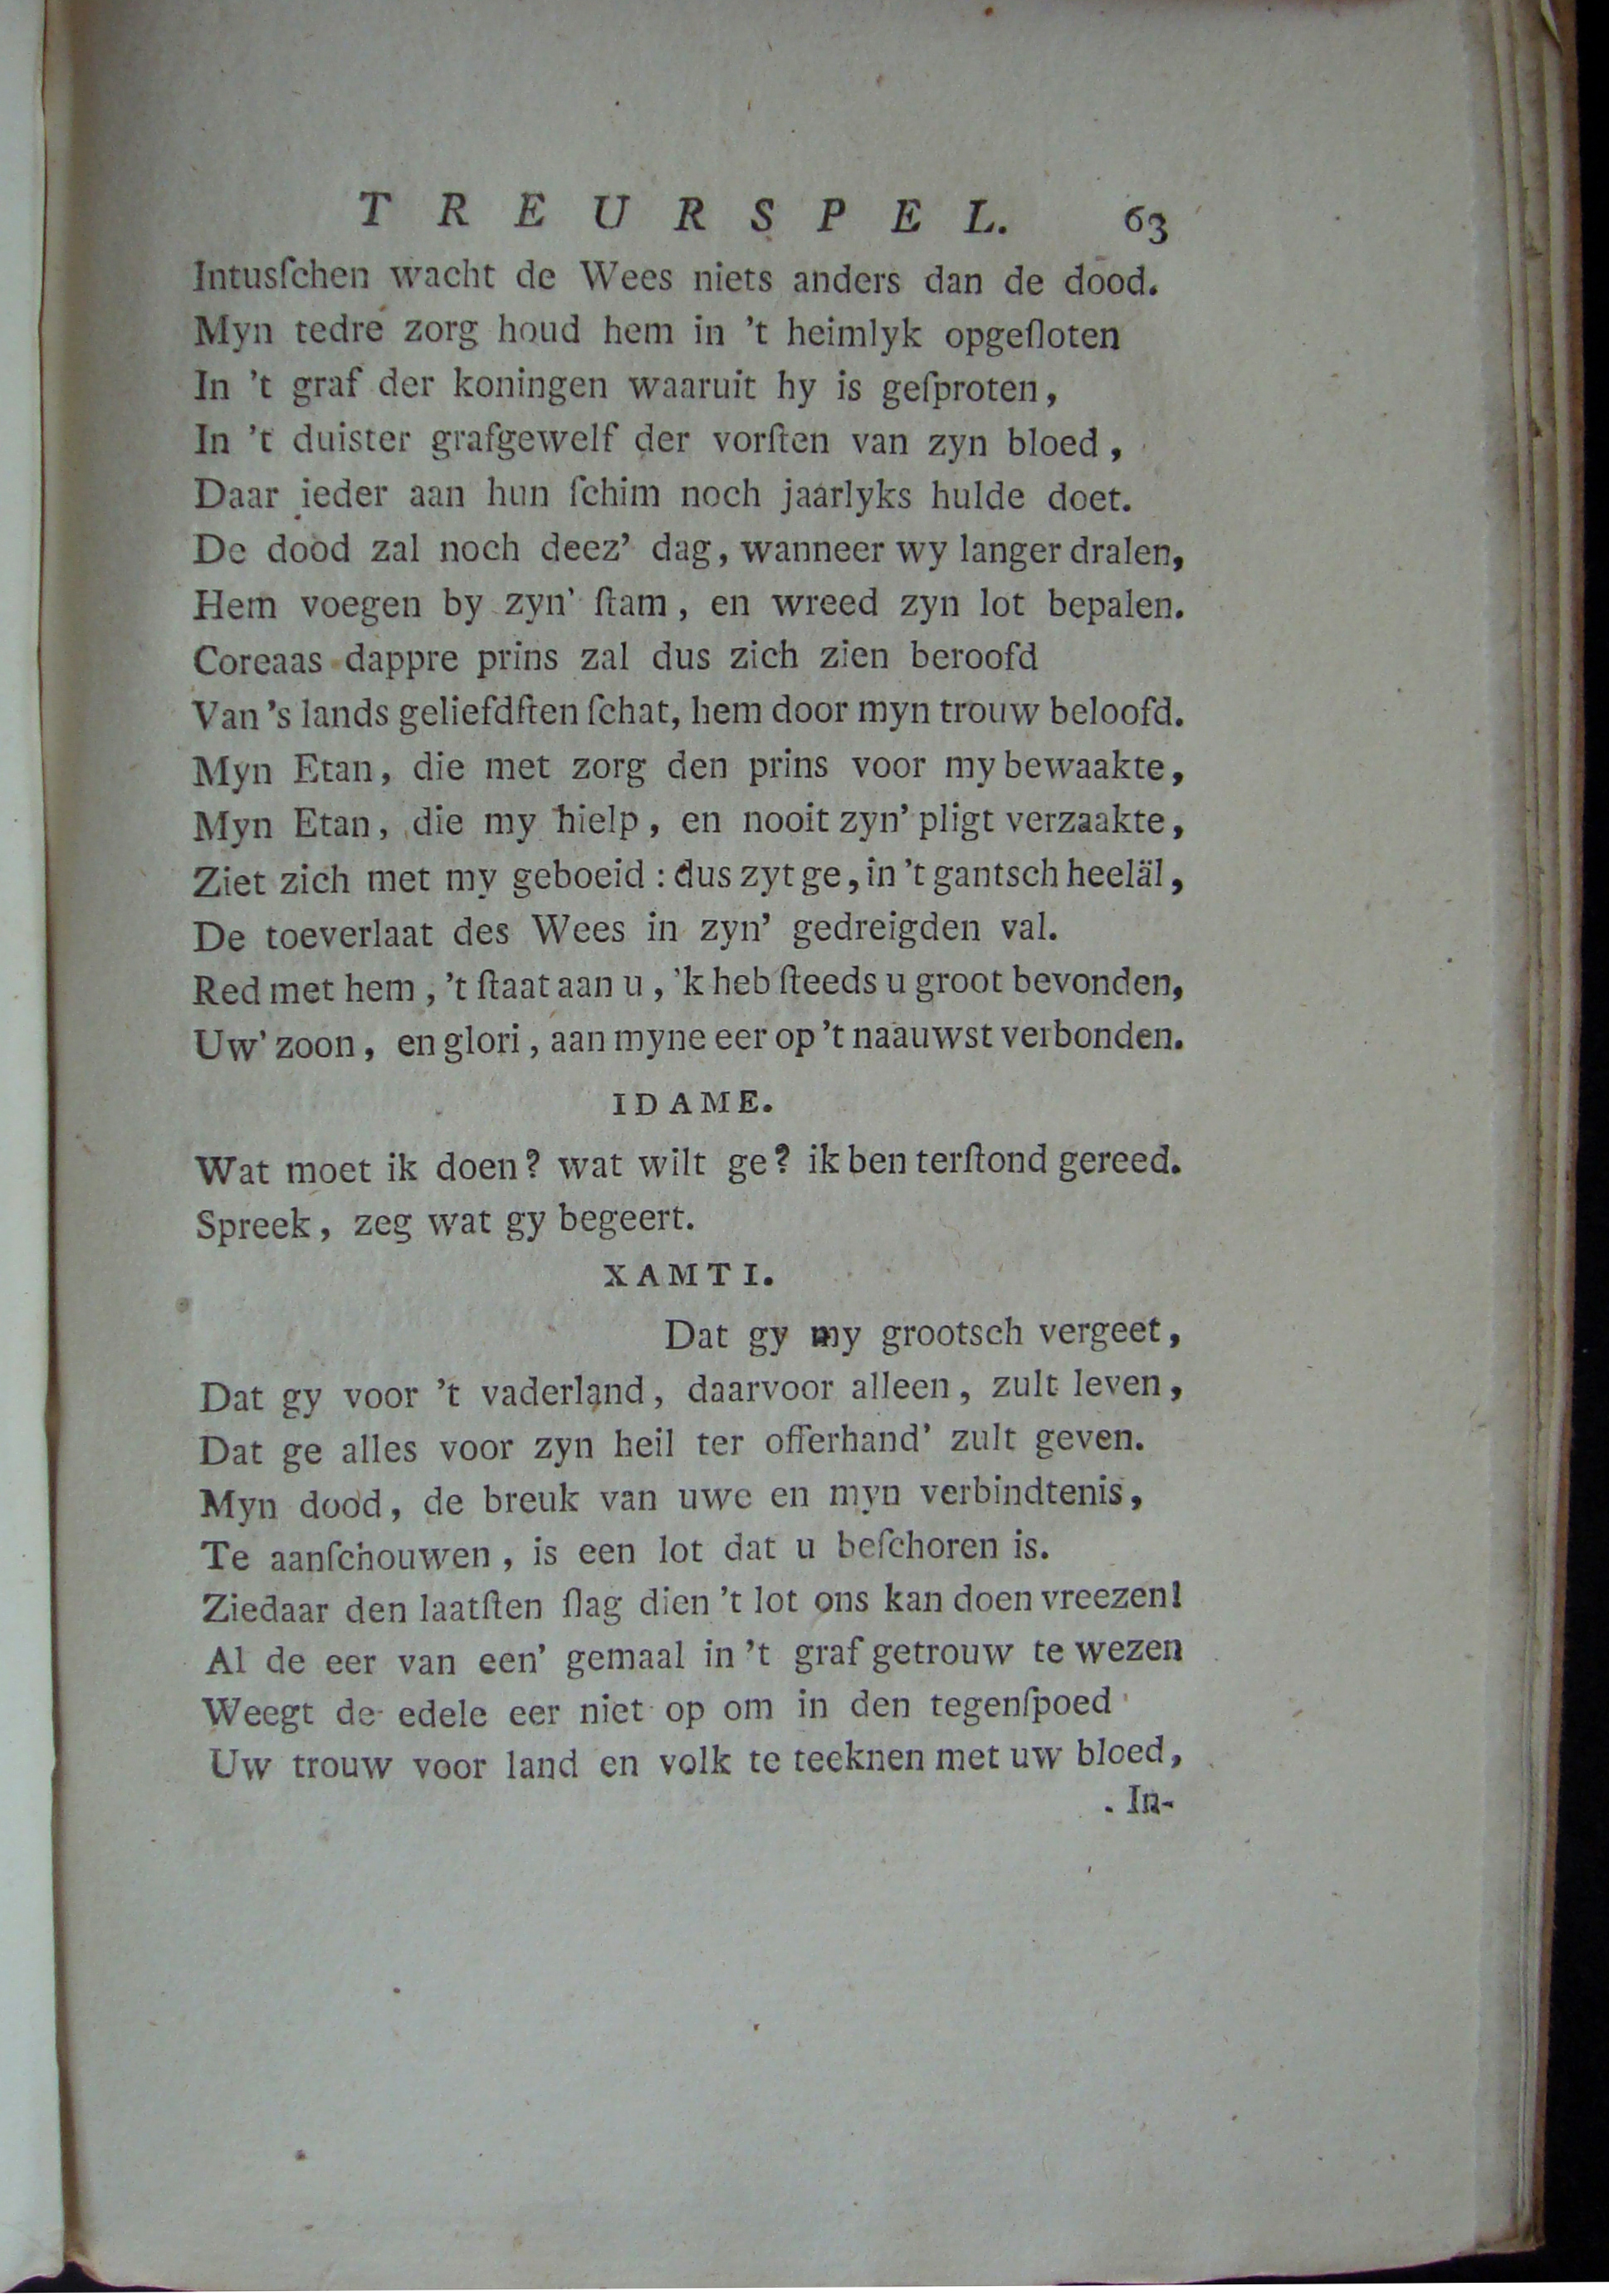 TREURSPEL. 63
Intusſchen wacht de Wees niets anders dan de dood.
Myn tedre zorg houd hem in 't heimlyk opgeſloten
In 't graf der koningen waaruit hy is geſproten,
In 't duister grafgewelf der vorſten van zyn bloed,
Daar ieder aan hun ſchim noch jaarlyks hulde doet.
De dood zal noch deez' dag, wanneer wy langer dralen,
Hem voegen by zyn' ſtam, en wreed zyn lot bepalen.
Coreaas dappre prins zal dus zich zien beroofd
Van 's lands geliefdſten ſchat, hem door myn trouw beloofd.
Myn Etan, die met zorg den prins voor my bewaakte,
Myn Etan, die my hielp, en nooit zyn' pligt verzaakte,
Ziet zich met my geboeid: dus zyt ge, in 't gantsch heeläl,
De toeverlaat des Wees in zyn' gedreigden val.
Red met hem, 't ſtaat aan u, 'k heb ſteeds u groot bevonden,
Uw' zoon, en glori, aan myne eer op 't naauwst verbonden.
IDAME.
Wat moet ik doen? wat wilt ge? ik ben terſtond gereed.
Spreek, zeg wat gy begeert.
XAMTI.
Dat gy my grootsch vergeet,
Dat gy voor 't vaderland, daarvoor alleen, zult leven,
Dat ge alles voor zyn heil ter offerhand' zult geven.
Myn dood, de breuk van uwe en myn verbindtenis,
Te aanſchouwen, is een lot dat u beſchoren is.
Ziedaar den laatſten ſlag dien 't lot ons kan doen vreezen!
Al de eer van een' gemaal in 't graf getrouw te wezen
Weegt de edele eer niet op om in den tegenſpoed
Uw trouw voor land en volk te teeknen met uw bloed,
In-